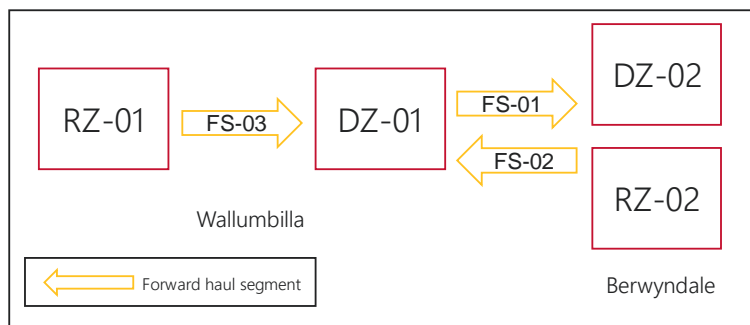 DZ-02
RZ-01
FS-03
DZ-01
FS-01
FS-02
RZ-02
Wallumbilla
Forward haul segment
Berwyndale